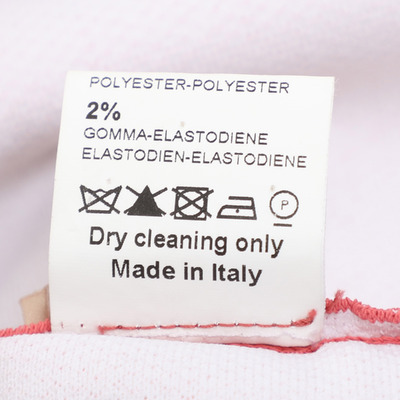 POLYESTER-POLYESTER
2%
GOMMA-ELASTODIENE
ELASTODIEN-ELASTODIENE
P
Dry cleaning only
Made in Italy